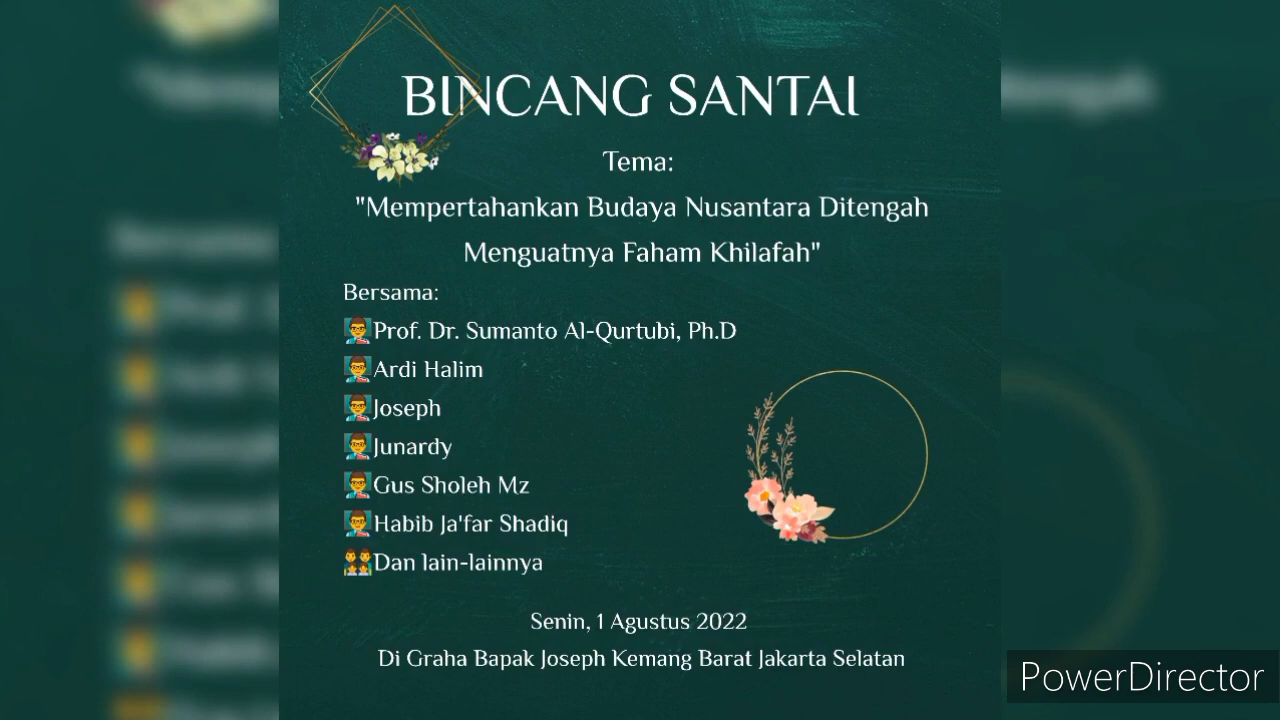 BINCANG SANTAI
Tema:
"Mempertahankan Budaya Nusantara Ditengah
Menguatnya Faham Khilafah"
Bersama:
Prof. Dr. Sumanto Al-Qurtubi, Ph.D
Ardi Halim
Joseph
Junardy
Gus Sholeh Mz
Habib Ja'far Shadiq
Dan lain-lainnya
Senin, 1 Agustus 2022
Di Graha Bapak Joseph Kemang Barat Jakarta Selatan
PowerDirector